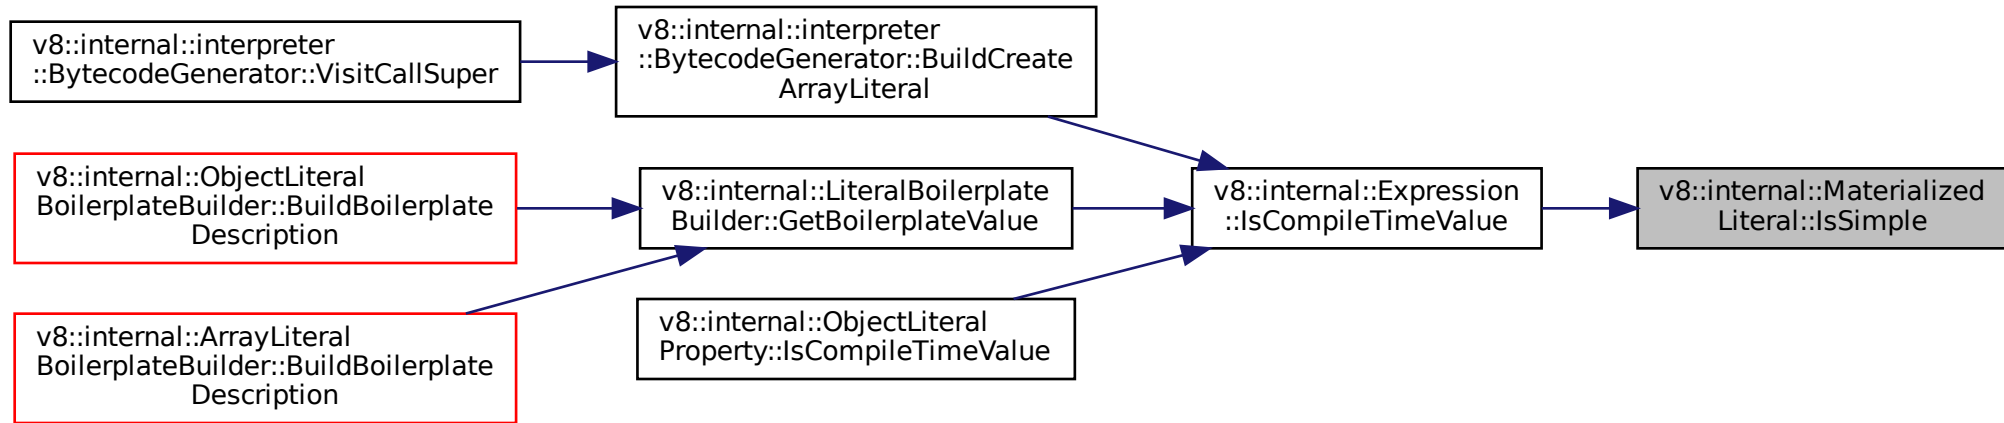 v8::internal::interpreter
::BytecodeGenerator::VisitCallSuper
v8::internal::interpreter
::BytecodeGenerator::BuildCreate
ArrayLiteral
v8::internal::ObjectLiteral
BoilerplateBuilder::BuildBoilerplate
Description
v8::internal::LiteralBoilerplate
Builder::GetBoilerplateValue
v8::internal::Expression
::IsCompileTimeValue
v8::internal::Materialized
Literal::IsSimple
v8::internal::ArrayLiteral
BoilerplateBuilder::BuildBoilerplate
Description
v8::internal::ObjectLiteral
Property::IsCompileTimeValue